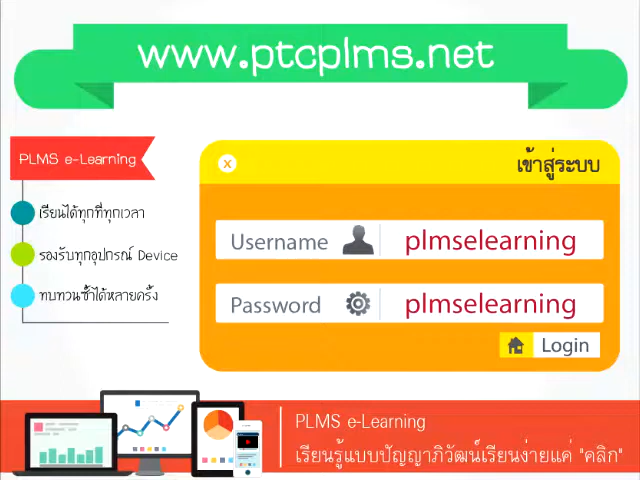 www.ptcplms.net
PLMS e-Learning
เรียนได้ทุกที่ทุกเวลา
รองรับทุกอุปกรณ์ Device
ทบทวนซ้ำได้หลายครั้ง
x
เข้าสู่ระบบ
Username plmselearning
Password plmselearning
Login
PLMS e-Learning
เรียนรู้แบบปัญญาภิวัฒน์เรียนง่ายแค่ "คลิก"